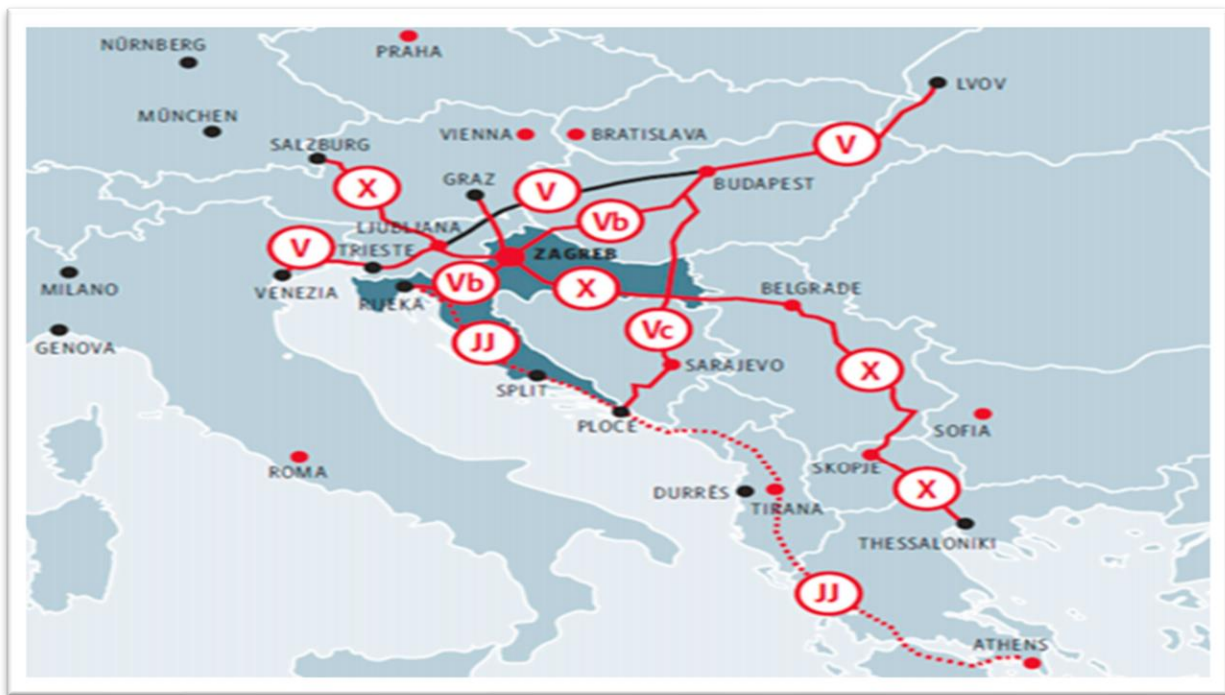 NÜRNBERG
PRAHA
LVOV
MÜNCHEN
VIENNA
BRATISLAVA
V
SALZBURG
X
GRAZ
V
BUDAPEST
LJUBLJANA
Vb
V
TRIESTE
ZAGREB
MILANO
VENEZIA
RIJEKA
Vb
X
BELGRADE
GENOVA
JJ
Vc
SARAJEVO
X
SPLIT
PLOCE
SOFIA
ROMA
SKOPJE
DURRËS
TIRANA
X
THESSALONIKI
JJ
ATHENS